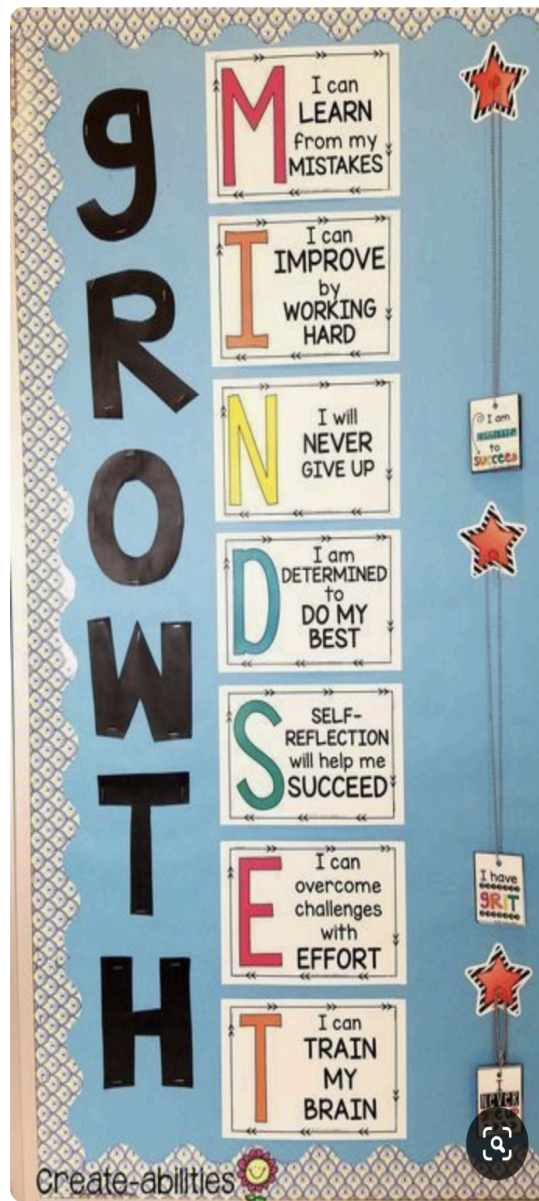 gROWTH
M
I can
LEARN
from my
MISTAKES
I
I can
IMPROVE
by
WORKING
HARD
N
I will
NEVER
GIVE UP
D
I am
DETERMINED
to
DO MY
BEST
S
SELF-
REFLECTION
will help me
SUCCEED
E
I can
overcome
challenges
with
EFFORT
T
I can
TRAIN
MY
BRAIN
I am
to
SUCCEED
I have
gRIT
I
NEVER
Create-abilities